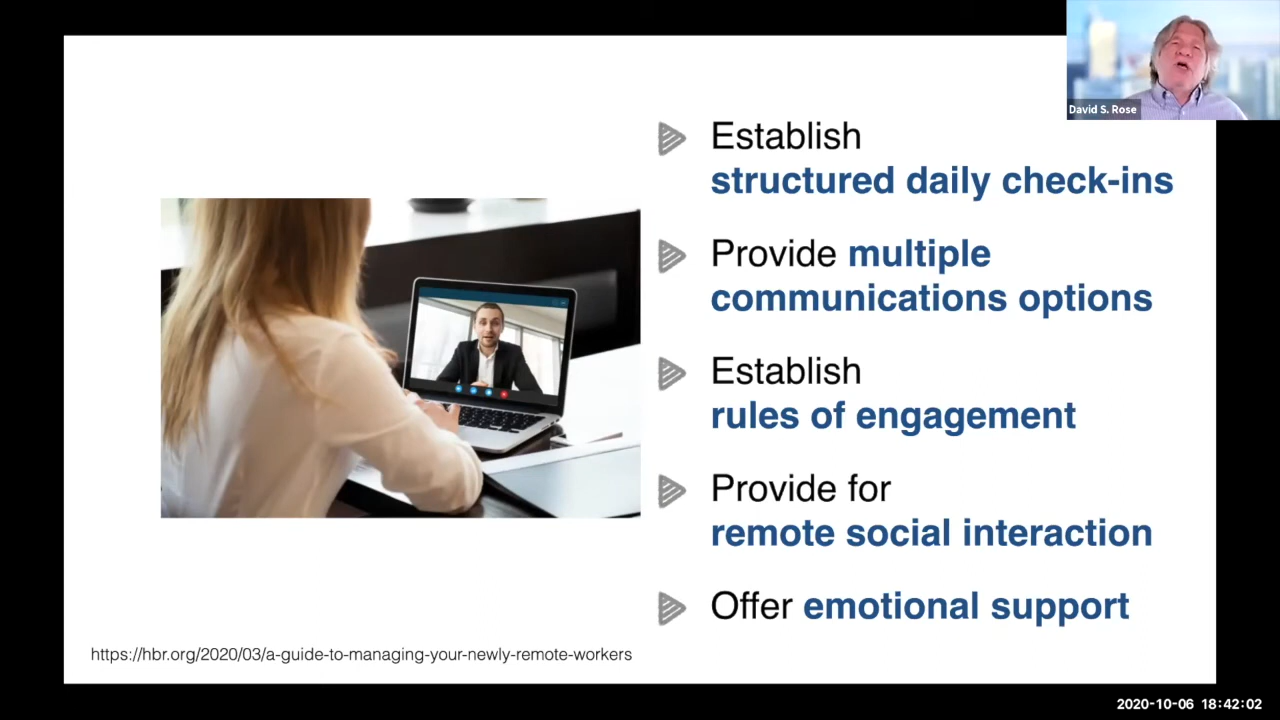 David S. Rose
Establish
structured daily check-ins
Provide multiple
communications options
Establish
rules of engagement
Provide for
remote social interaction
Offer emotional support
https://hbr.org/2020/03/a-guide-to-managing-your-newly-remote-workers
2020-10-06 18:42:02